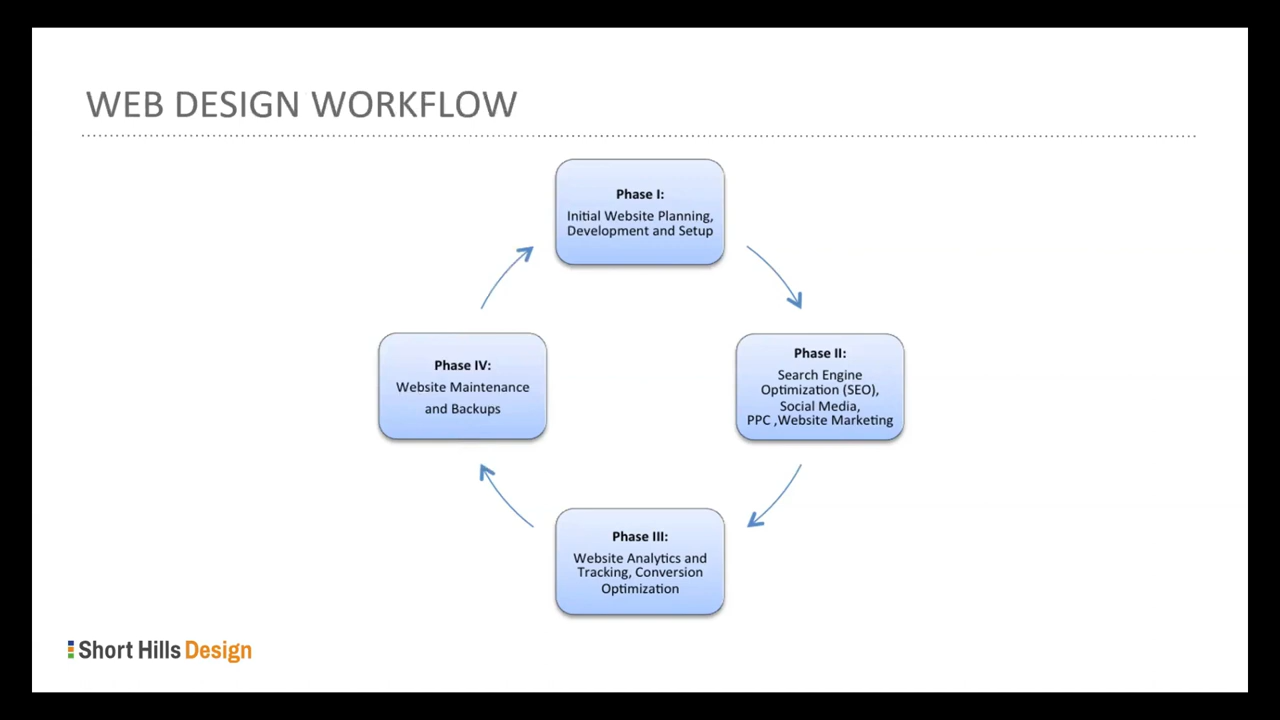 WEB DESIGN WORKFLOW
Phase I:
Initial Website Planning,
Development and Setup
Phase II:
Search Engine
Optimization (SEO),
Social Media,
PPC ,Website Marketing
Phase III:
Website Analytics and
Tracking, Conversion
Optimization
Phase IV:
Website Maintenance
and Backups
Short Hills Design